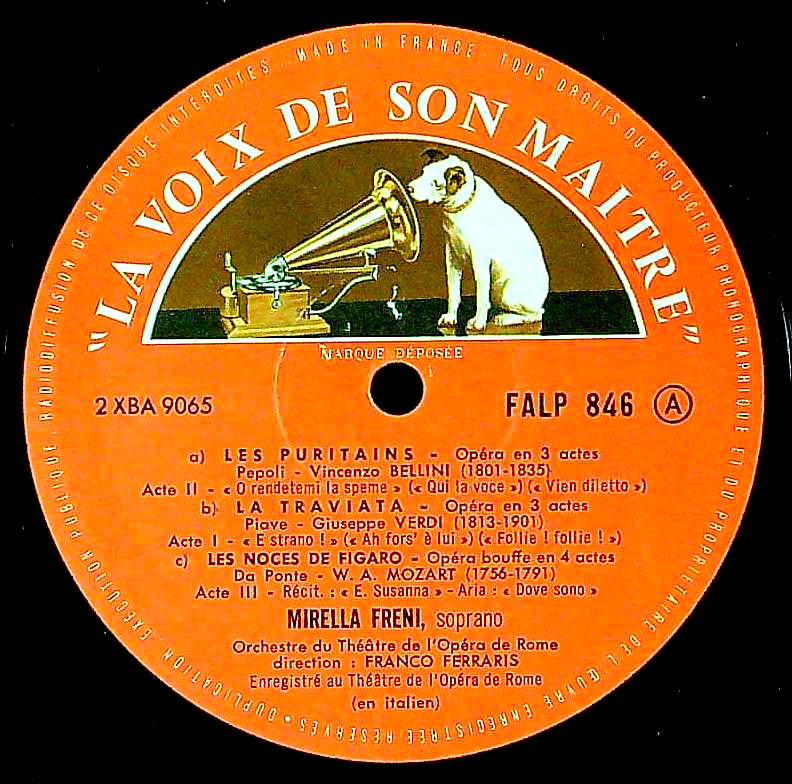 RADIODIFFUSION DE CE DISQUE INTERDITES . MADE IN FRANCE . TOUS DROITS DU PRODUCTEUR PHONOGRAPHIQUE ET DU PROPRIETAIRE DE L'ŒUVRE ENREGISTREE RÉSERVÉS • DUPLICATION, EXECUTION PUBLIQUE,
"LA VOIX DE SON MAITRE"
MARQUE DÉPOSÉE
2 XBA 9065
FALP 846 A
a) LES PURITAINS - Opéra en 3 actes
Pepoli - Vincenzo BELLINI (1801-1835)
Acte II - « O rendetemi la speme » (« Qui la voce ») (« Vien diletto »)
b) LA TRAVIATA - Opéra en 3 actes
Piave - Giuseppe VERDI (1813-1901)
Acte I - « E strano ! » (« Ah fors' è lui ») (« Follie ! follie ! »)
c) LES NOCES DE FIGARO - Opéra bouffe en 4 actes
Da Ponte - W. A. MOZART (1756-1791)
Acte III - Récit. : « E. Susanna » - Aria : « Dove sono »
MIRELLA FRENI, soprano
Orchestre du Théâtre de l'Opéra de Rome
direction : FRANCO FERRARIS
Enregistré au Théâtre de l'Opéra de Rome
(en italien)